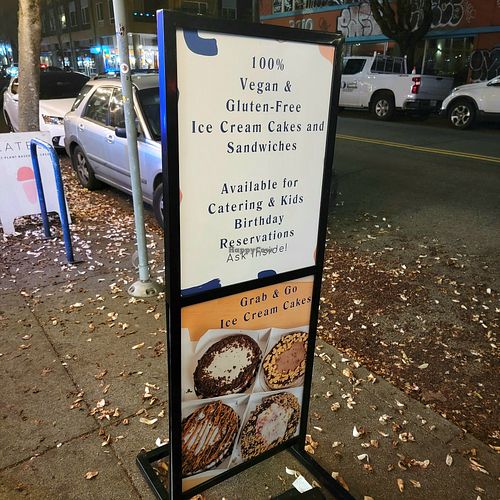 100%
Vegan &
Gluten-Free
Ice Cream Cakes and
Sandwiches
Available for
Catering & Kids
Birthday
Reservations
HappyCow
Ask Inside!
Grab & Go
Ice Cream Cakes